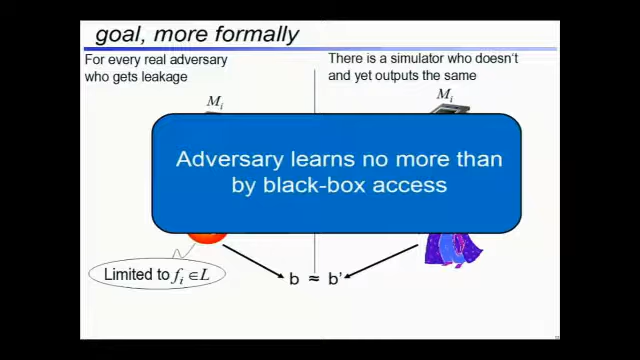 goal, more formally
For every real adversary
who gets leakage
There is a simulator who doesn't
and yet outputs the same
Mi
Mi
Adversary learns no more than
by black-box access
Limited to fi ∈ L
b ≈ b'